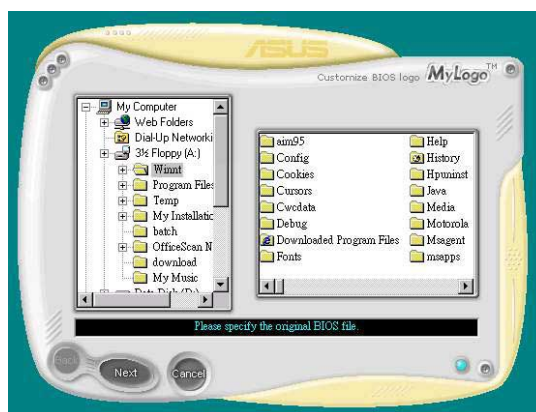 ASUS
Customize BIOS logo MyLogo™
My Computer
Web Folders
Dial-Up Networki
3½ Floppy (A:)
Winnt
Program Files
Temp
My Installatic
batch
OfficeScan N
download
My Music
aim95
Config
Cookies
Cursors
Cwcdata
Debug
Downloaded Program Files
Fonts
Help
History
Hpuninst
Java
Media
Motorola
Msagent
msapps
Please specify the original BIOS file.
Back
Next
Cancel